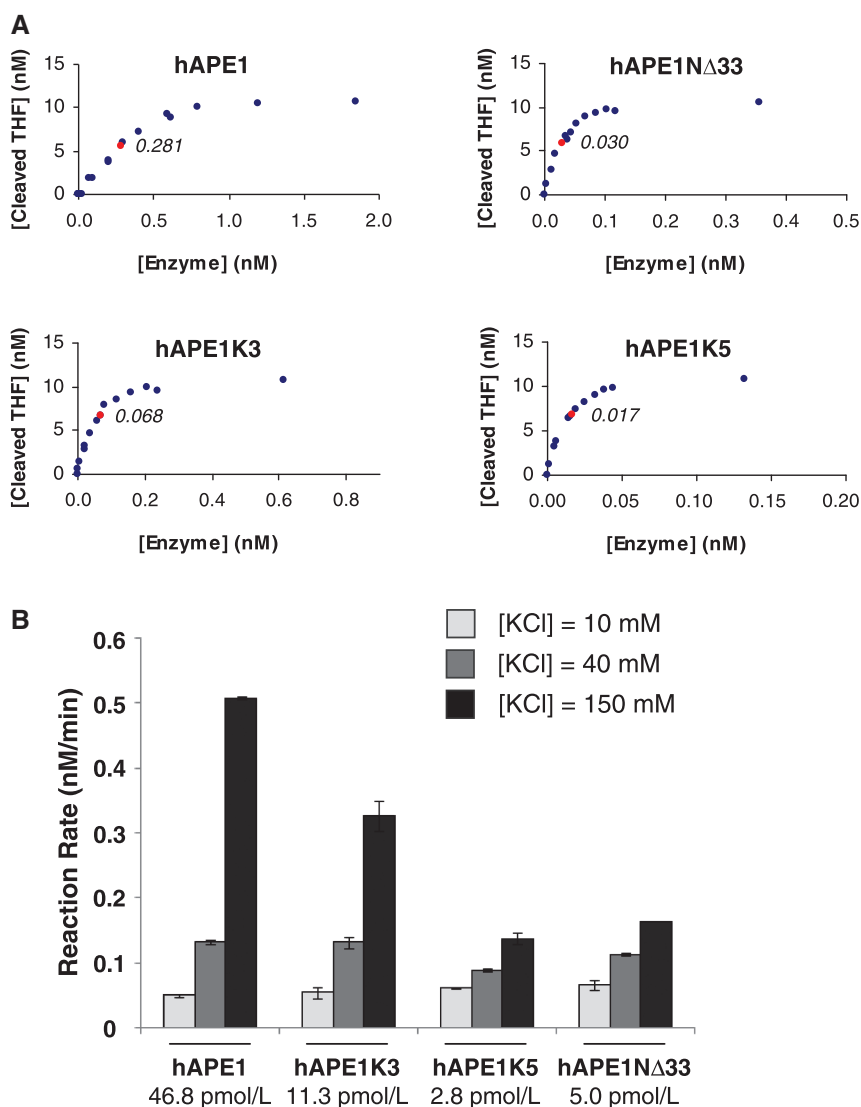 A
hAPE1
[Cleaved THF] (nM)
15
10
5
0
0.281
0.0 0.5 1.0 1.5 2.0
[Enzyme] (nM)
hAPE1NΔ33
[Cleaved THF] (nM)
15
10
5
0
0.030
0.0 0.1 0.2 0.3 0.4 0.5
[Enzyme] (nM)
hAPE1K3
[Cleaved THF] (nM)
15
10
5
0
0.068
0.0 0.2 0.4 0.6 0.8
[Enzyme] (nM)
hAPE1K5
[Cleaved THF] (nM)
15
10
5
0
0.017
0.00 0.05 0.10 0.15 0.20
[Enzyme] (nM)
B
[KCl] = 10 mM
[KCl] = 40 mM
[KCl] = 150 mM
Reaction Rate (nM/min)
0.6
0.5
0.4
0.3
0.2
0.1
0
hAPE1 hAPE1K3 hAPE1K5 hAPE1NΔ33
46.8 pmol/L 11.3 pmol/L 2.8 pmol/L 5.0 pmol/L